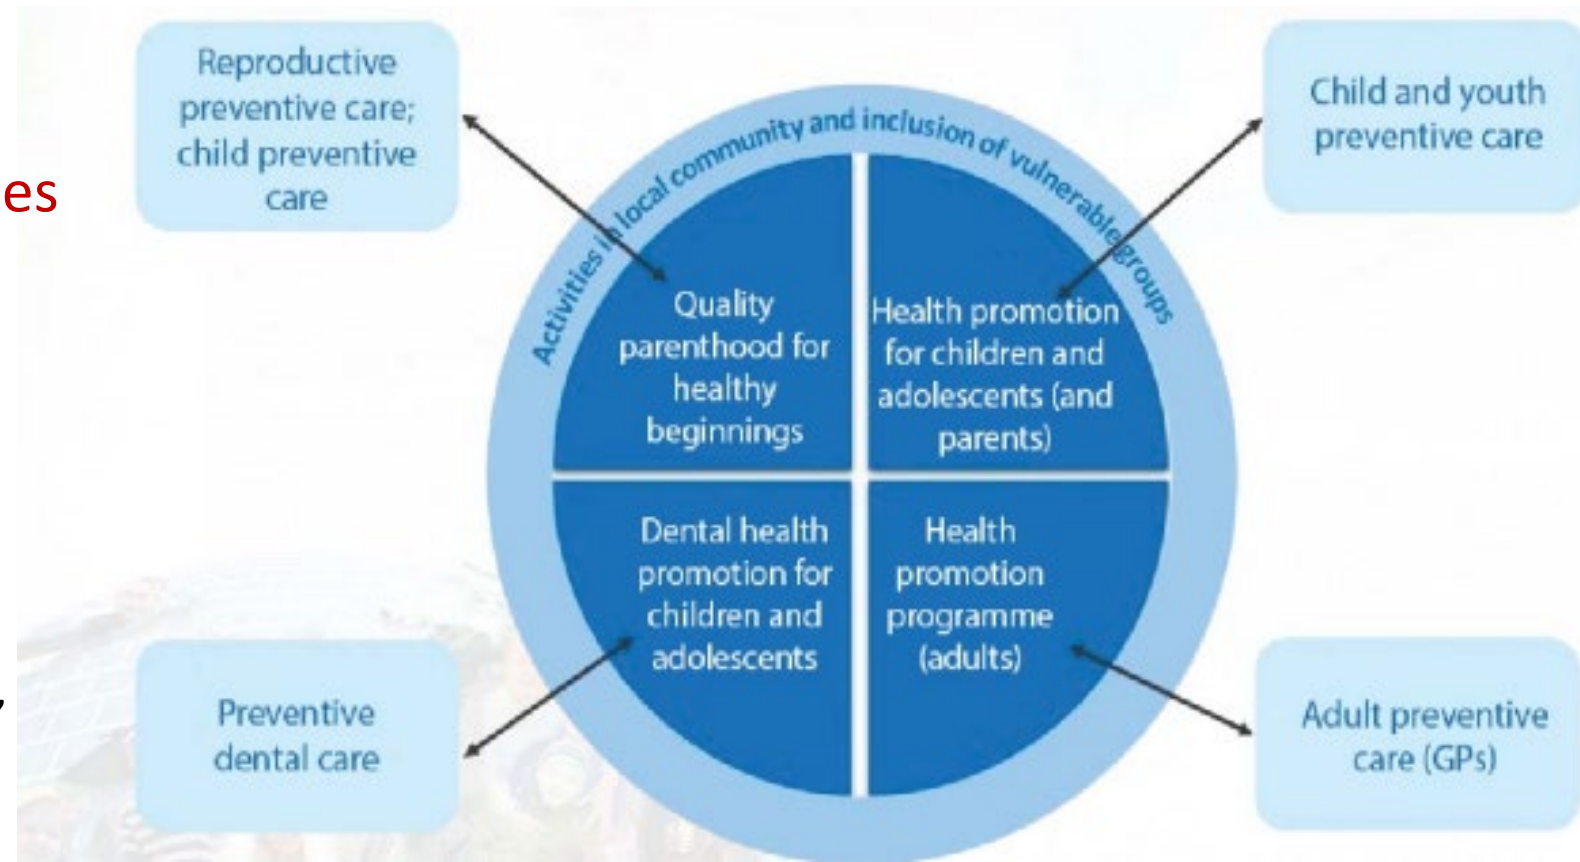 Reproductive
preventive care;
child preventive
care
Child and youth
preventive care
es
Activities in local community and inclusion of vulnerable groups
Quality
parenthood for
healthy
beginnings
Health promotion
for children and
adolescents (and
parents)
Dental health
promotion for
children and
adolescents
Health
promotion
programme
(adults)
,
Preventive
dental care
Adult preventive
care (GPs)